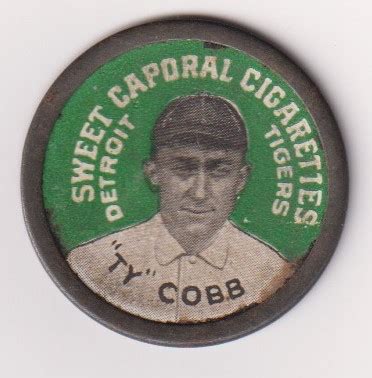 SWEET CAPORAL CIGARETTES
DETROIT TIGERS
"TY" COBB